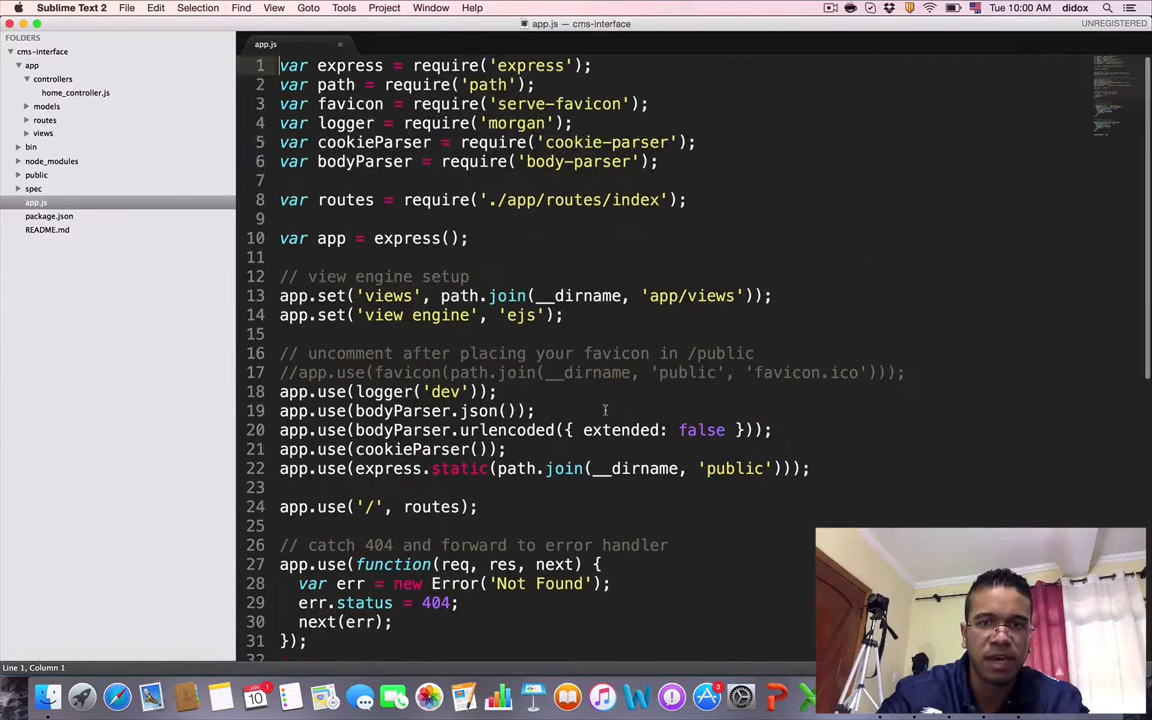 Sublime Text 2 File Edit Selection Find View Goto Tools Project Window Help Tue 10:00 AM didox
app.js — cms-interface UNREGISTERED
FOLDERS
cms-interface
app
controllers
home_controller.js
models
routes
views
bin
node_modules
public
spec
app.js
package.json
README.md
app.js ×
1 var express = require('express');
2 var path = require('path');
3 var favicon = require('serve-favicon');
4 var logger = require('morgan');
5 var cookieParser = require('cookie-parser');
6 var bodyParser = require('body-parser');
7
8 var routes = require('./app/routes/index');
9
10 var app = express();
11
12 // view engine setup
13 app.set('views', path.join(__dirname, 'app/views'));
14 app.set('view engine', 'ejs');
15
16 // uncomment after placing your favicon in /public
17 //app.use(favicon(path.join(__dirname, 'public', 'favicon.ico')));
18 app.use(logger('dev'));
19 app.use(bodyParser.json());
20 app.use(bodyParser.urlencoded({ extended: false }));
21 app.use(cookieParser());
22 app.use(express.static(path.join(__dirname, 'public')));
23
24 app.use('/', routes);
25
26 // catch 404 and forward to error handler
27 app.use(function(req, res, next) {
28 var err = new Error('Not Found');
29 err.status = 404;
30 next(err);
31 });
32
Line 1, Column 1
JAN
10
1
3